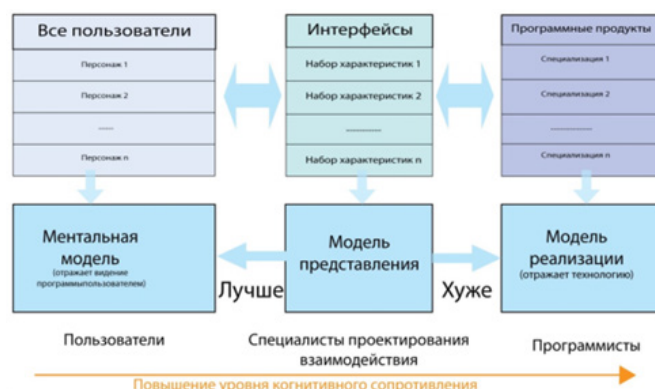 Все пользователи
Персонаж 1
Персонаж 2
------
Персонаж n
Интерфейсы
Набор характеристик 1
Набор характеристик 2
------------
Набор характеристик n
Программные продукты
Специализация 1
Специализация 2
------------
Специализация n
Ментальная
модель
(отражает видение
программыпользователем)
Лучше
Модель
представления
Хуже
Модель
реализации
(отражает технологию)
Пользователи
Специалисты проектирования
взаимодействия
Программисты
Повышение уровня когнитивного сопротивления